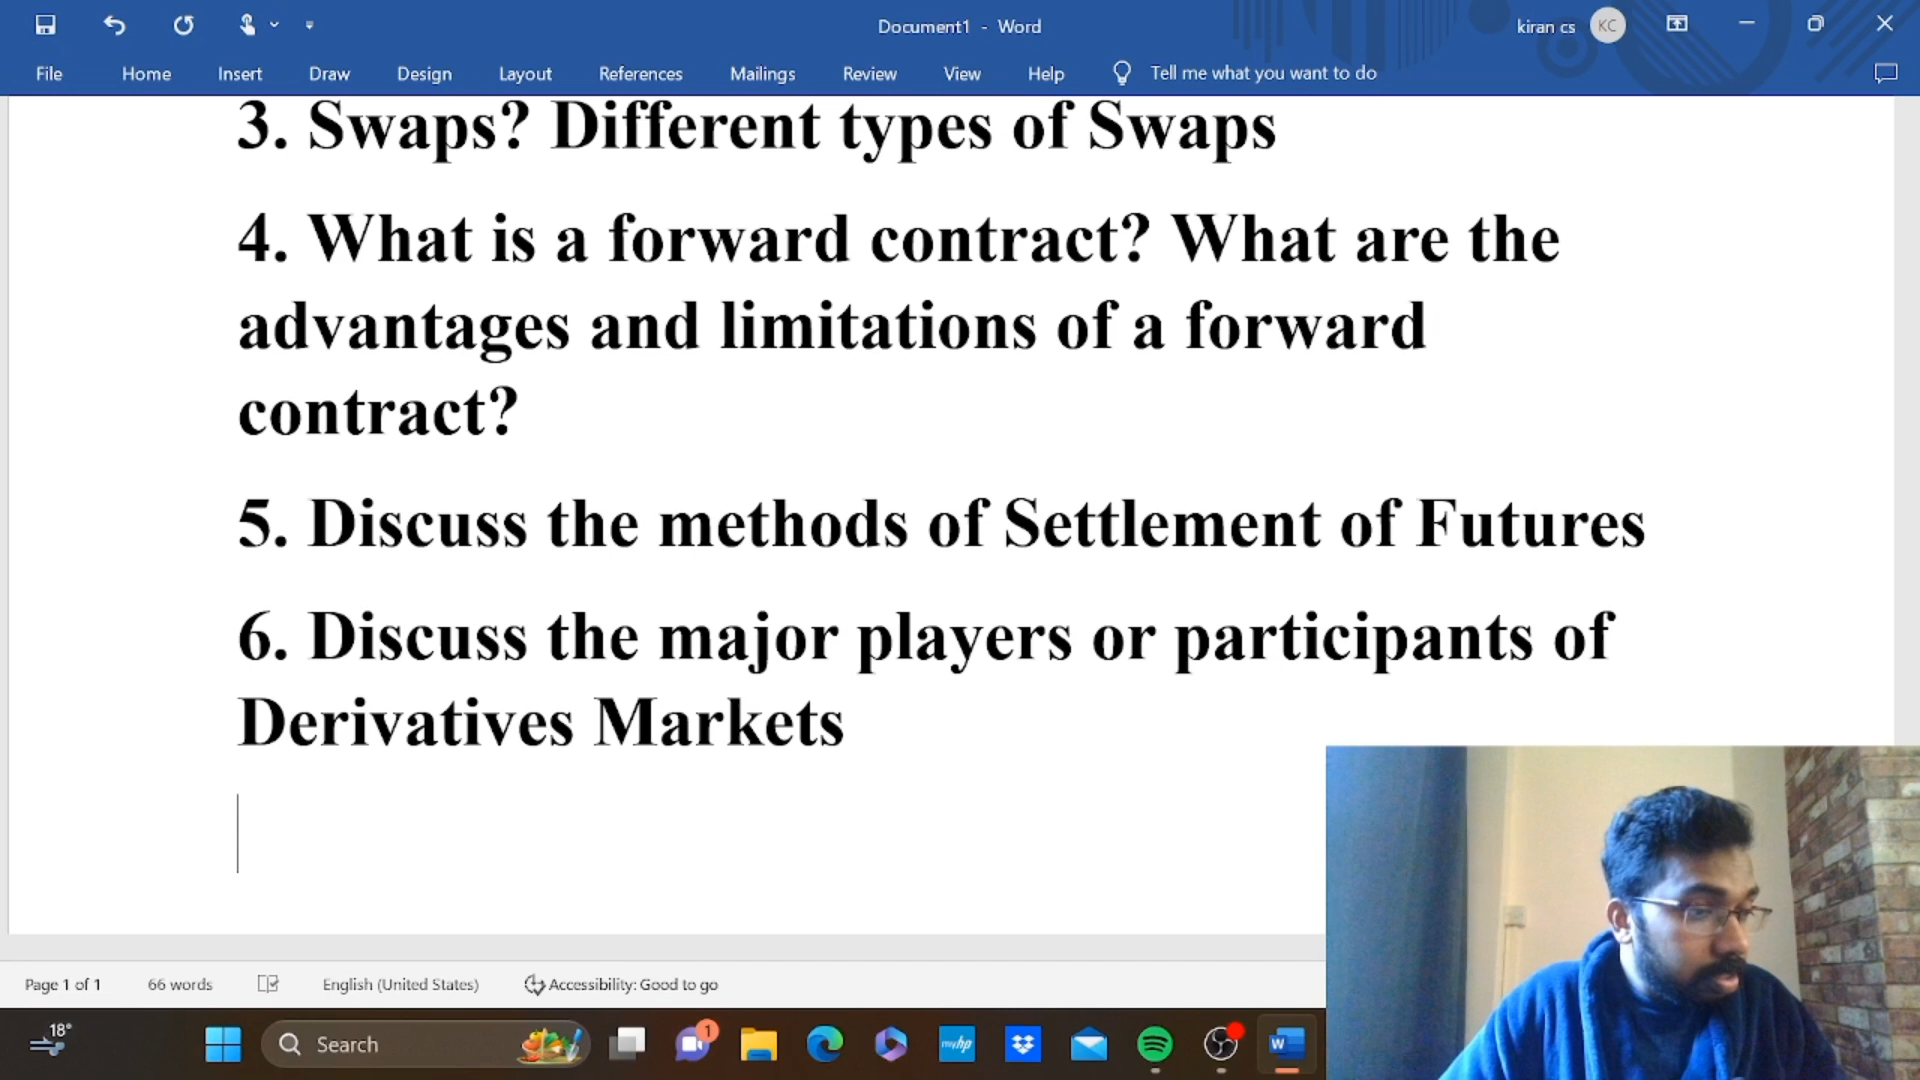 Document1 - Word
kiran cs
KC
File Home Insert Draw Design Layout References Mailings Review View Help Tell me what you want to do
3. Swaps? Different types of Swaps
4. What is a forward contract? What are the
advantages and limitations of a forward
contract?
5. Discuss the methods of Settlement of Futures
6. Discuss the major players or participants of
Derivatives Markets
Page 1 of 1 66 words English (United States) Accessibility: Good to go
18° Search 1 myhp W